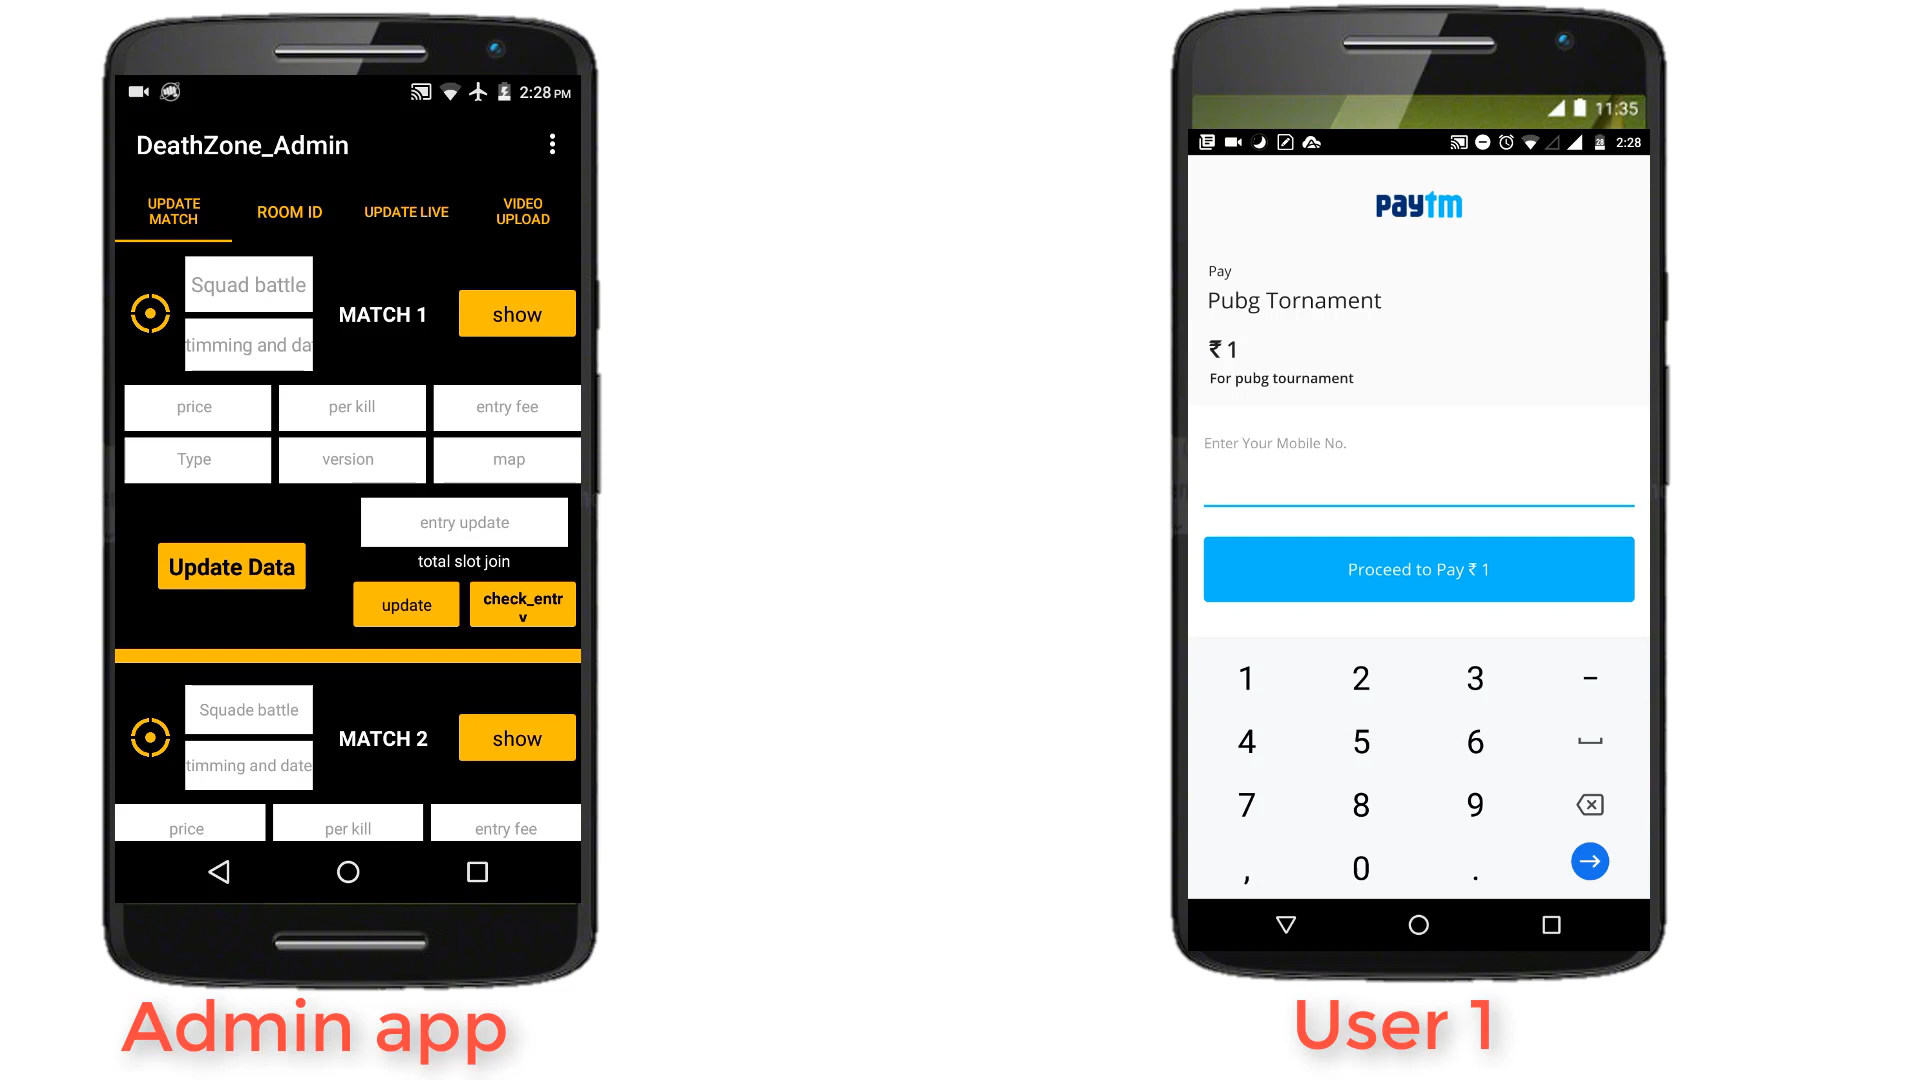 2:28 PM
DeathZone_Admin
UPDATE MATCH
ROOM ID
UPDATE LIVE
VIDEO UPLOAD
Squad battle
MATCH 1
show
timming and da
price
per kill
entry fee
Type
version
map
entry update
total slot join
Update Data
update
check_entr
y
Squade battle
MATCH 2
show
timming and date
price
per kill
entry fee
Admin app
11:35
28
2:28
paytm
Pay
Pubg Tornament
₹ 1
For pubg tournament
Enter Your Mobile No.
Proceed to Pay ₹ 1
1 2 3 -
4 5 6
7 8 9
, 0 .
User 1